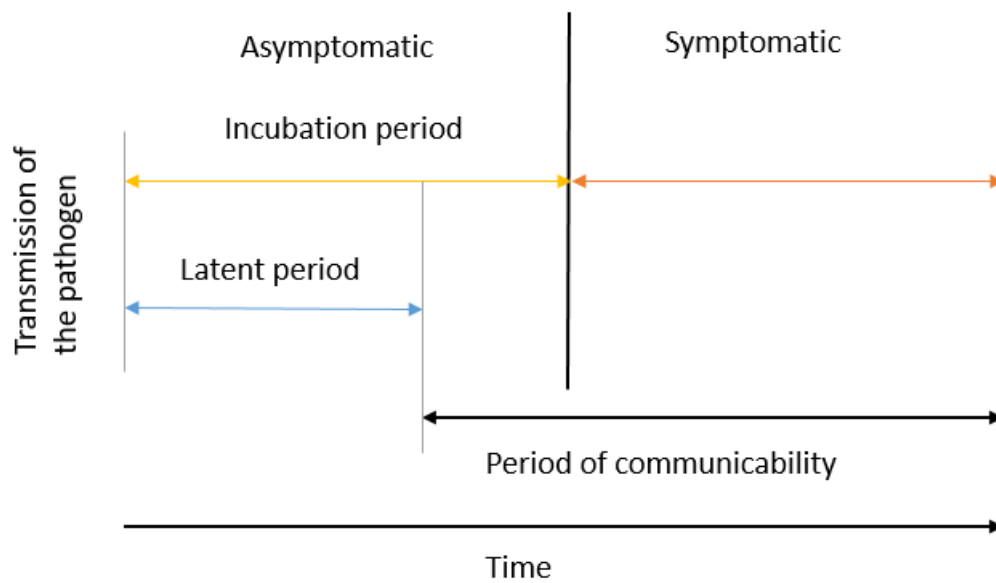 Asymptomatic
Symptomatic
Incubation period
Transmission of
the pathogen
Latent period
Period of communicability
Time